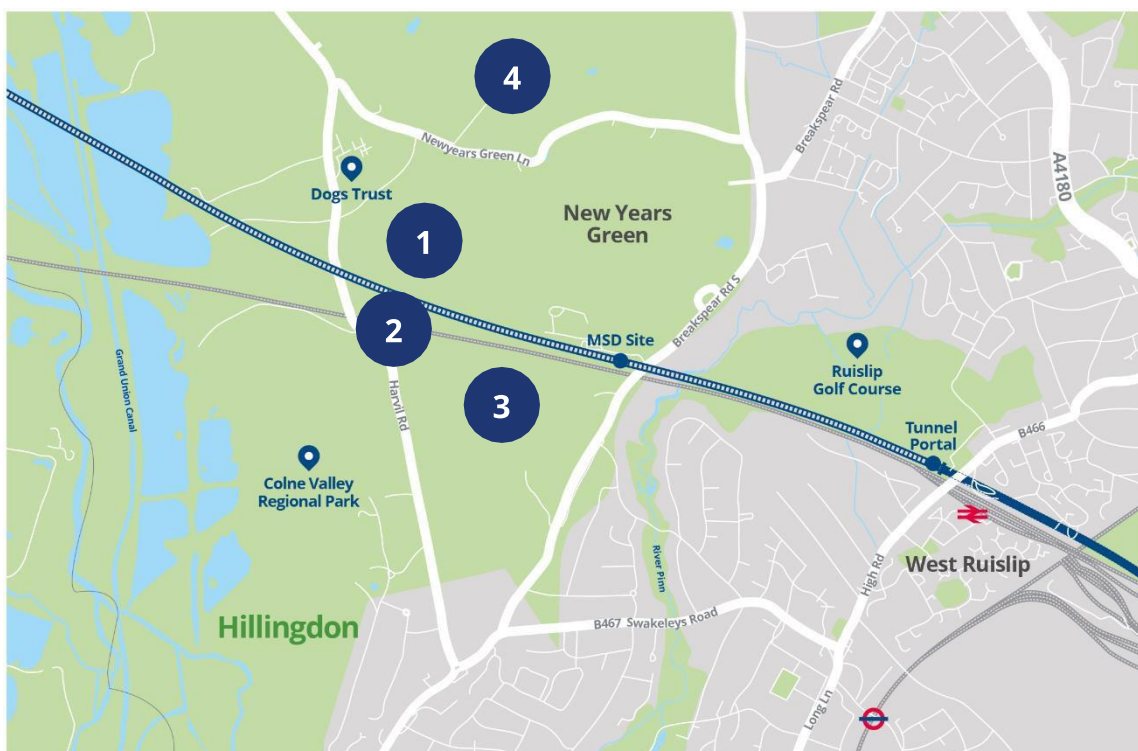 4
Breakspear Rd
Newyears Green Ln
A4180
Dogs Trust
New Years
Green
1
Breakspear Rd S
2
MSD Site
Ruislip
Golf Course
Grand Union Canal
Harvil Rd
3
Tunnel
Portal
B466
Colne Valley
Regional Park
River Pinn
High Rd
West Ruislip
Hillingdon
B467 Swakeleys Road
Long Ln